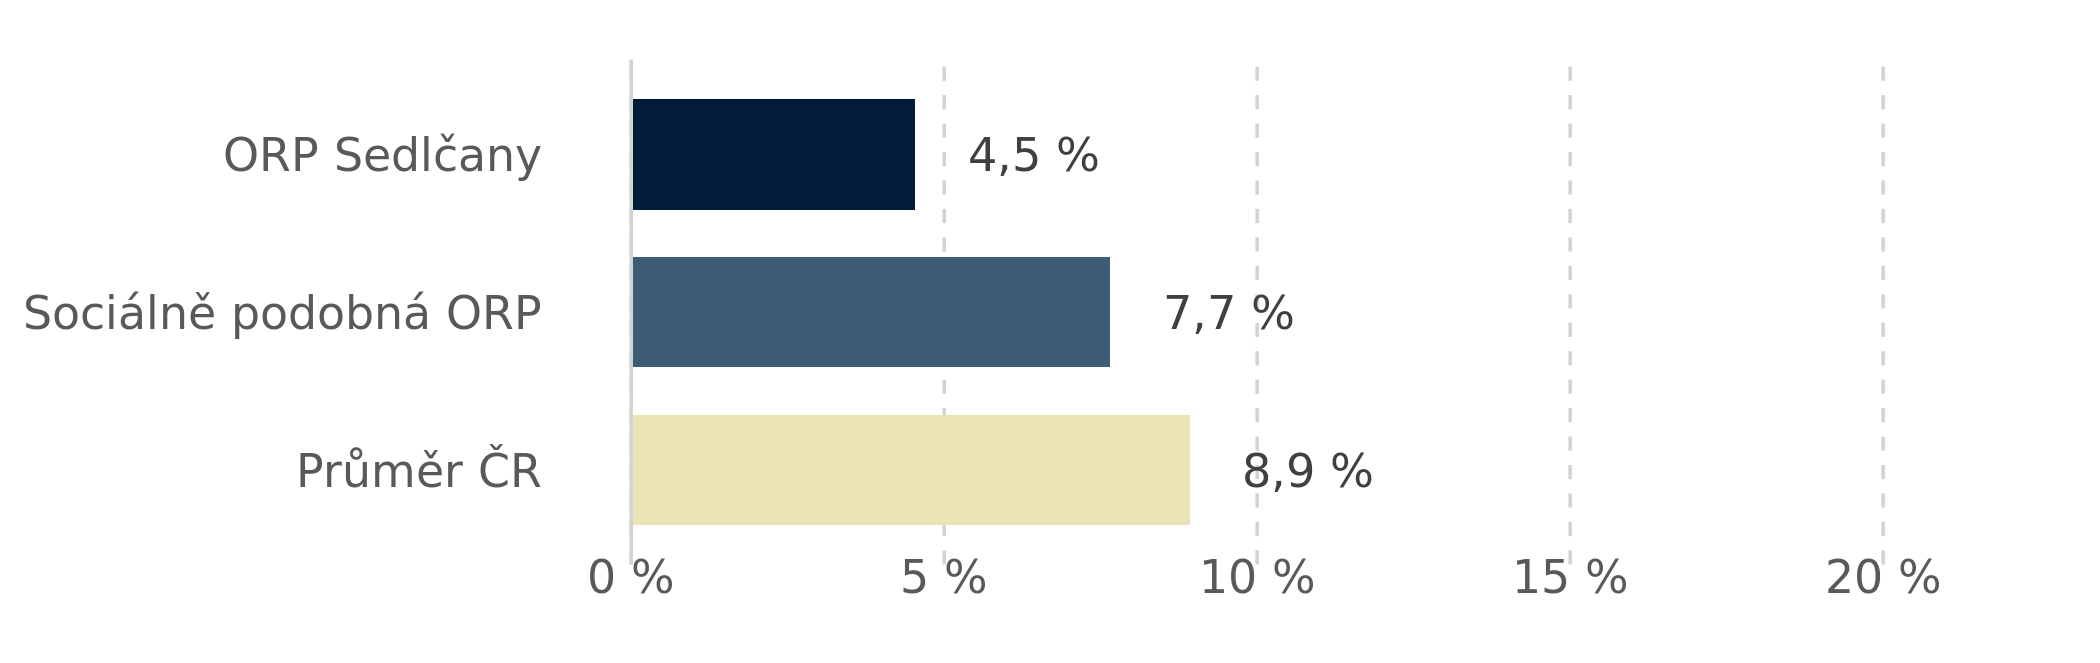 ORP Sedlčany
4,5 %
Sociálně podobná ORP
7,7 %
Průměr ČR
8,9 %
0 %
5 %
10 %
15 %
20 %